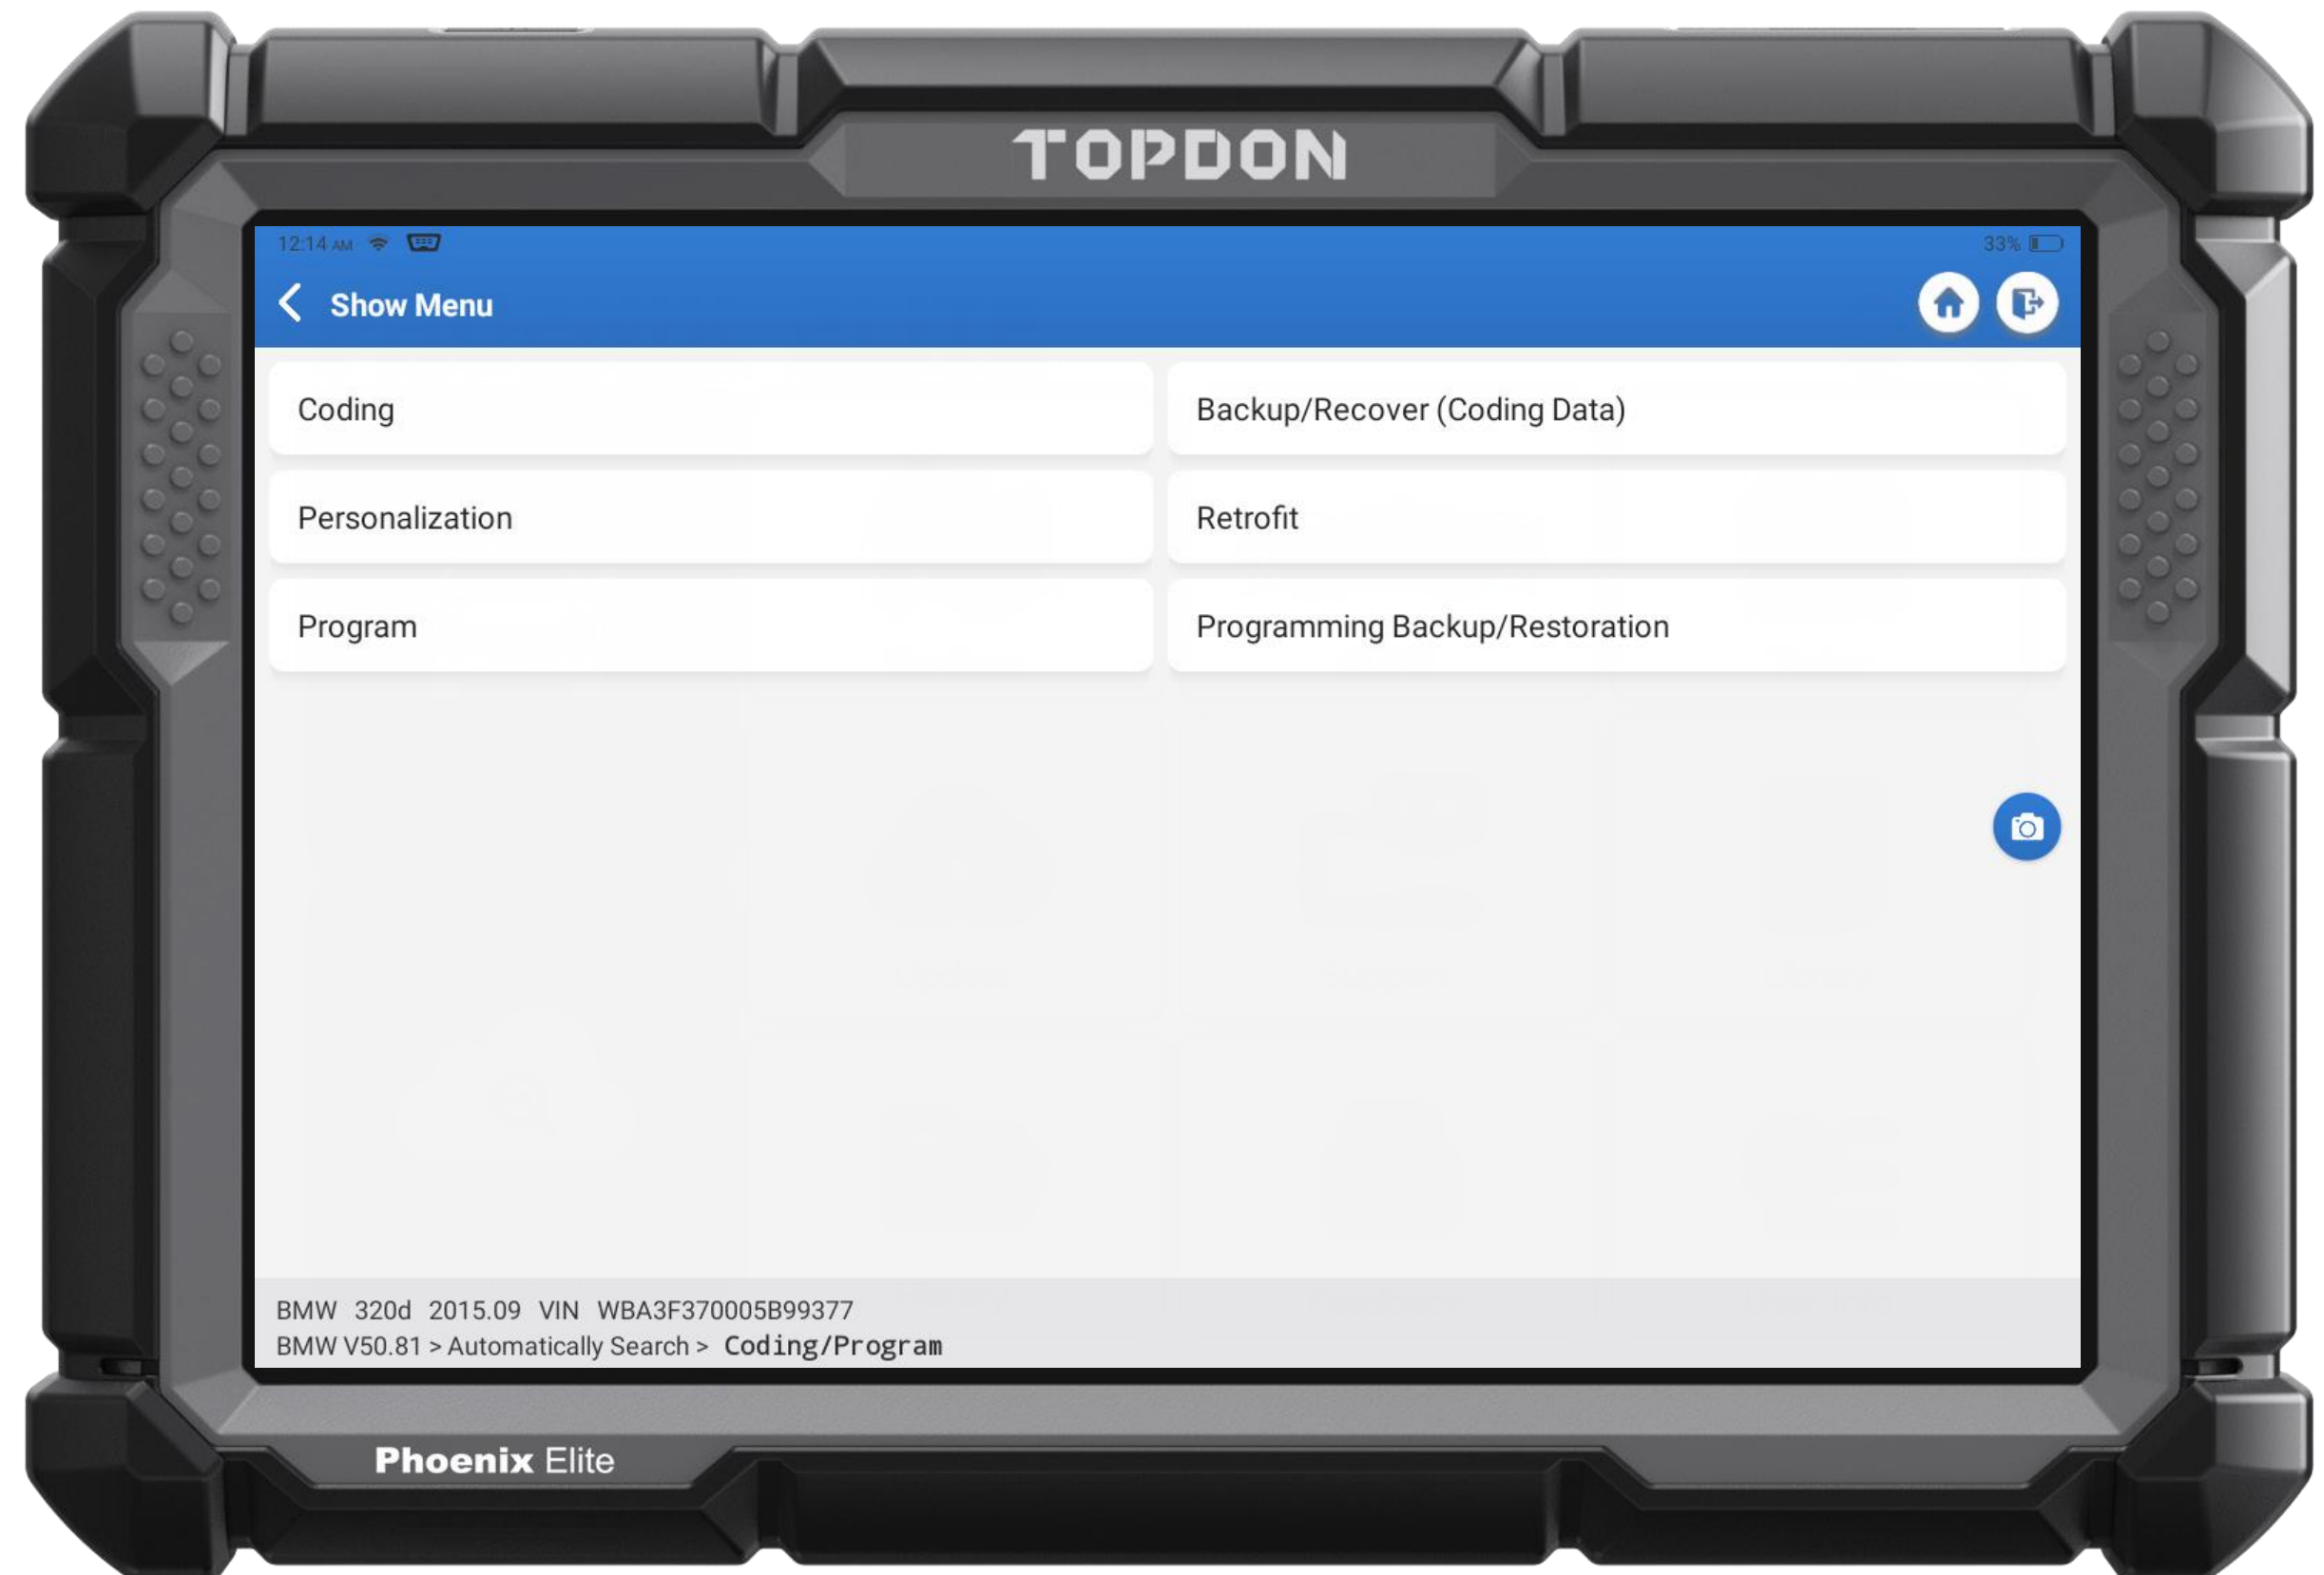 TOPDON
12:14 AM
33%
Show Menu
Coding
Backup/Recover (Coding Data)
Personalization
Retrofit
Program
Programming Backup/Restoration
BMW 320d 2015.09 VIN WBA3F370005B99377
BMW V50.81 > Automatically Search > Coding/Program
Phoenix Elite